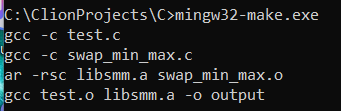 C:\ClionProjects\C>mingw32-make.exe
gcc -c test.c
gcc -c swap_min_max.c
ar -rsc libsmm.a swap_min_max.o
gcc test.o libsmm.a -o output